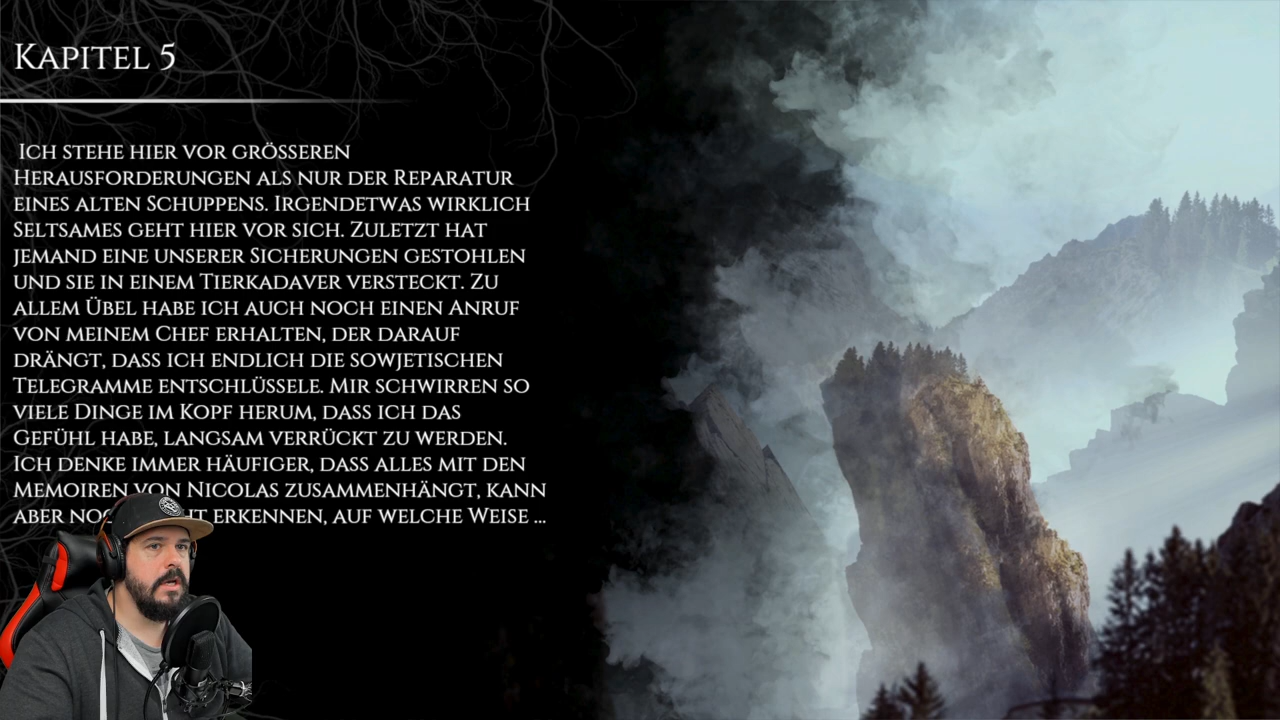 Kapitel 5
Ich stehe hier vor grösseren
Herausforderungen als nur der Reparatur
eines alten Schuppens. Irgendetwas wirklich
Seltsames geht hier vor sich. Zuletzt hat
jemand eine unserer Sicherungen gestohlen
und sie in einem Tierkadaver versteckt. Zu
allem Übel habe ich auch noch einen Anruf
von meinem Chef erhalten, der darauf
drängt, dass ich endlich die sowjetischen
Telegramme entschlüssele. Mir schwirren so
viele Dinge im Kopf herum, dass ich das
Gefühl habe, langsam verrückt zu werden.
Ich denke immer häufiger, dass alles mit den
Memoiren von Nicolas zusammenhängt, kann
aber erkennen, auf welche Weise ...